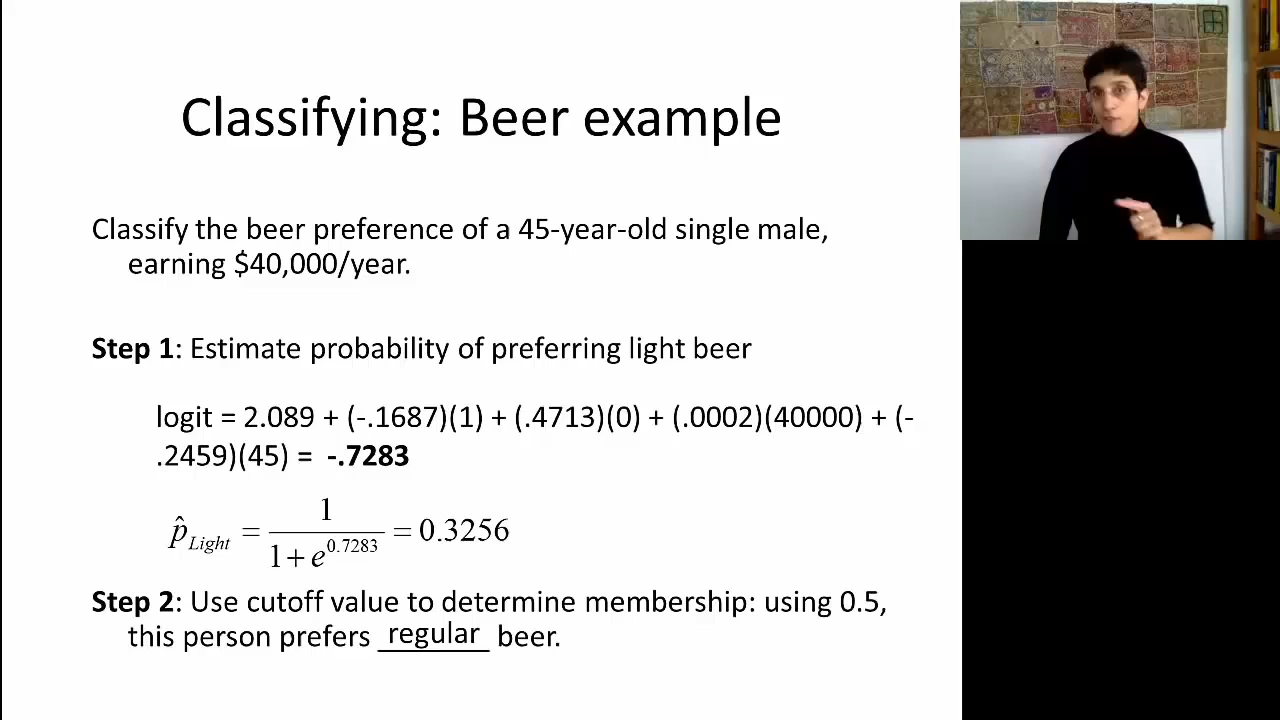 Classifying: Beer example
Classify the beer preference of a 45-year-old single male,
earning $40,000/year.
Step 1: Estimate probability of preferring light beer
logit = 2.089 + (-.1687)(1) + (.4713)(0) + (.0002)(40000) + (-
.2459)(45) = -.7283
p̂_Light = 1 / (1 + e^0.7283) = 0.3256
Step 2: Use cutoff value to determine membership: using 0.5,
this person prefers regular beer.